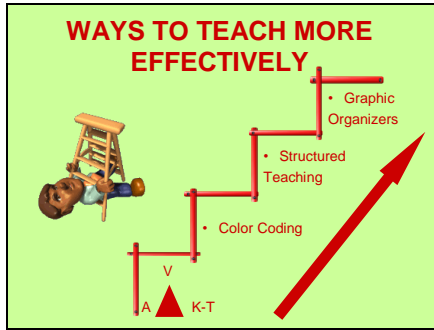 WAYS TO TEACH MORE
EFFECTIVELY
• Graphic
Organizers
• Structured
Teaching
• Color Coding
V
A K-T